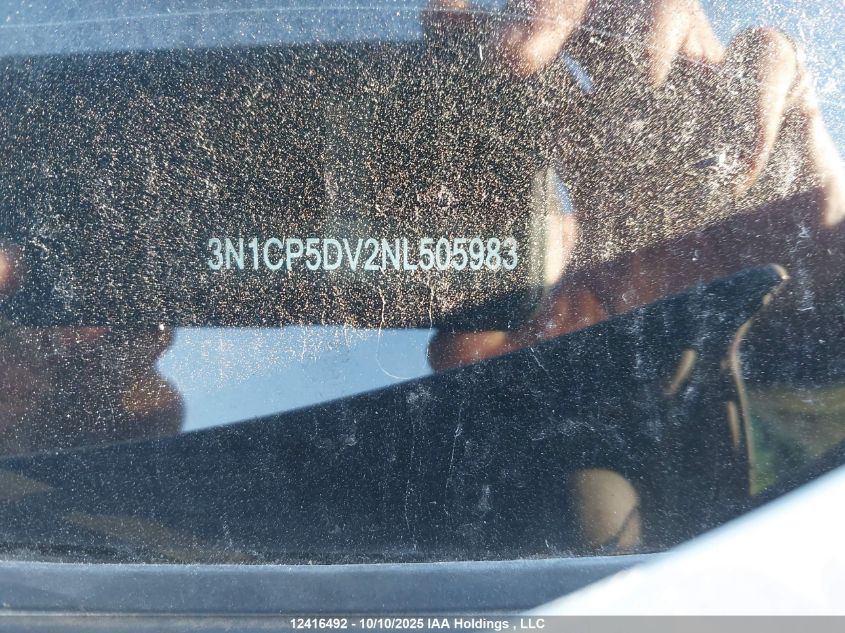 3N1CP5DV2NL505983
12416492 - 10/10/2025 IAA Holdings , LLC